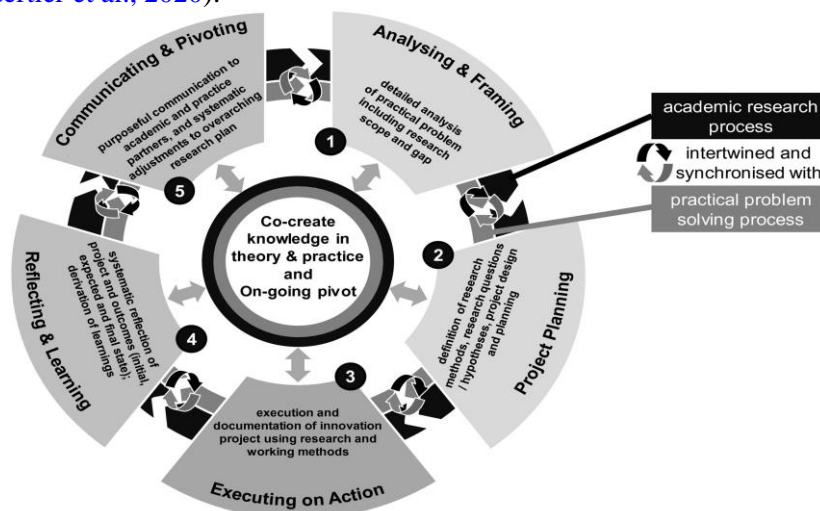 et al., 2020).
Analysing & Framing
detailed analysis
of practical problem
including research
scope and gap
1
academic research
process
intertwined and
synchronised with
practical problem
solving process
2
definition of research
methods, research questions
/ hypotheses, project design
and planning
Project Planning
3
execution and
documentation of innovation
project using research and
working methods
Executing on Action
4
systematic reflection of
project and outcomes (initial,
expected and final state);
derivation of learnings
Reflecting & Learning
5
Communicating & Pivoting
purposeful communication to
academic and practice
partners, and systematic
adjustments to overarching
research plan
Co-create
knowledge in
theory & practice
and
On-going pivot